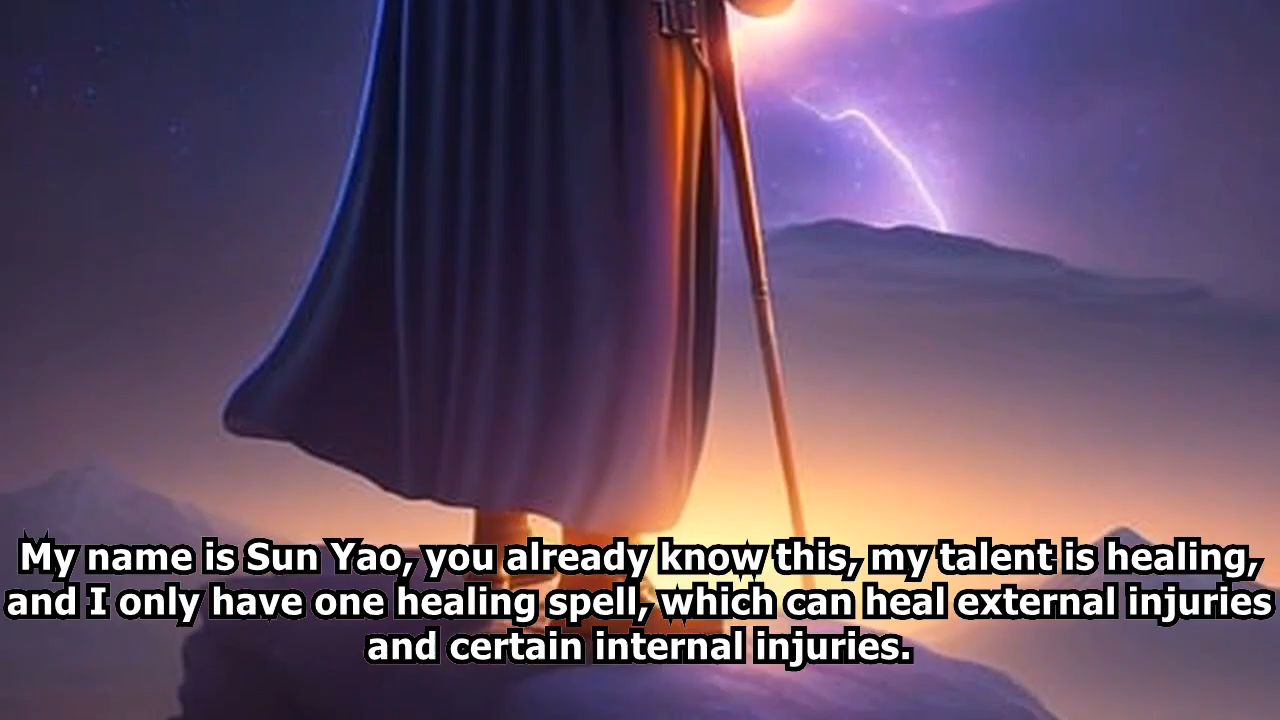 My name is Sun Yao, you already know this, my talent is healing,
and I only have one healing spell, which can heal external injuries
and certain internal injuries.